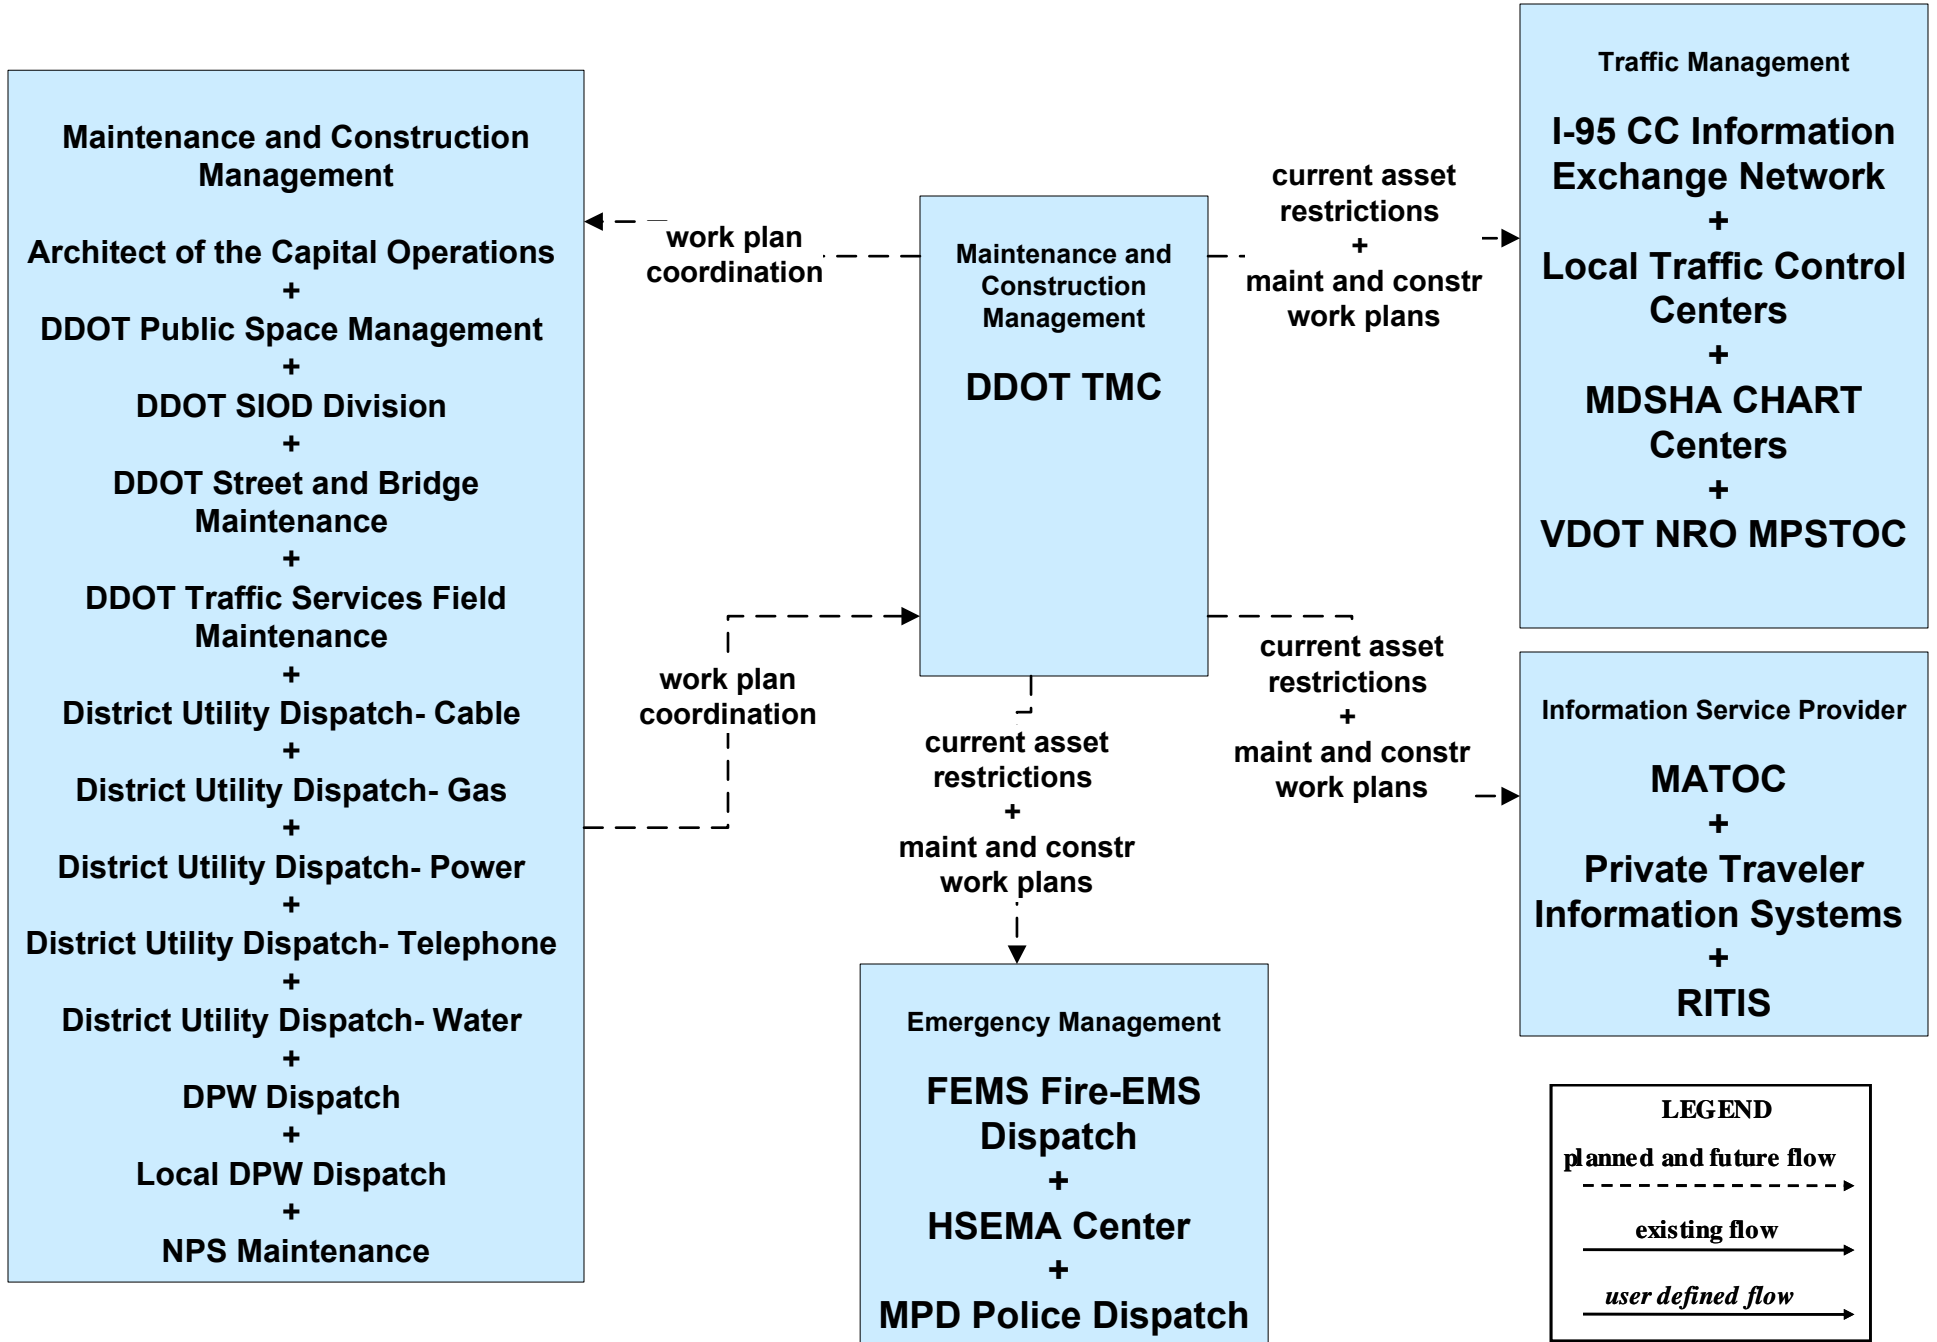 Maintenance and Construction
Management
Architect of the Capital Operations
+
DDOT Public Space Management
+
DDOT SIOD Division
+
DDOT Street and Bridge
Maintenance
+
DDOT Traffic Services Field
Maintenance
+
District Utility Dispatch- Cable
+
District Utility Dispatch- Gas
+
District Utility Dispatch- Power
+
District Utility Dispatch- Telephone
+
District Utility Dispatch- Water
+
DPW Dispatch
+
Local DPW Dispatch
+
NPS Maintenance
work plan
coordination
work plan
coordination
Maintenance and
Construction
Management
DDOT TMC
current asset
restrictions
+
maint and constr
work plans
current asset
restrictions
+
maint and constr
work plans
current asset
restrictions
+
maint and constr
work plans
Emergency Management
FEMS Fire-EMS
Dispatch
+
HSEMA Center
+
MPD Police Dispatch
Traffic Management
I-95 CC Information
Exchange Network
+
Local Traffic Control
Centers
+
MDSHA CHART
Centers
+
VDOT NRO MPSTOC
Information Service Provider
MATOC
+
Private Traveler
Information Systems
+
RITIS
LEGEND
planned and future flow
existing flow
user defined flow